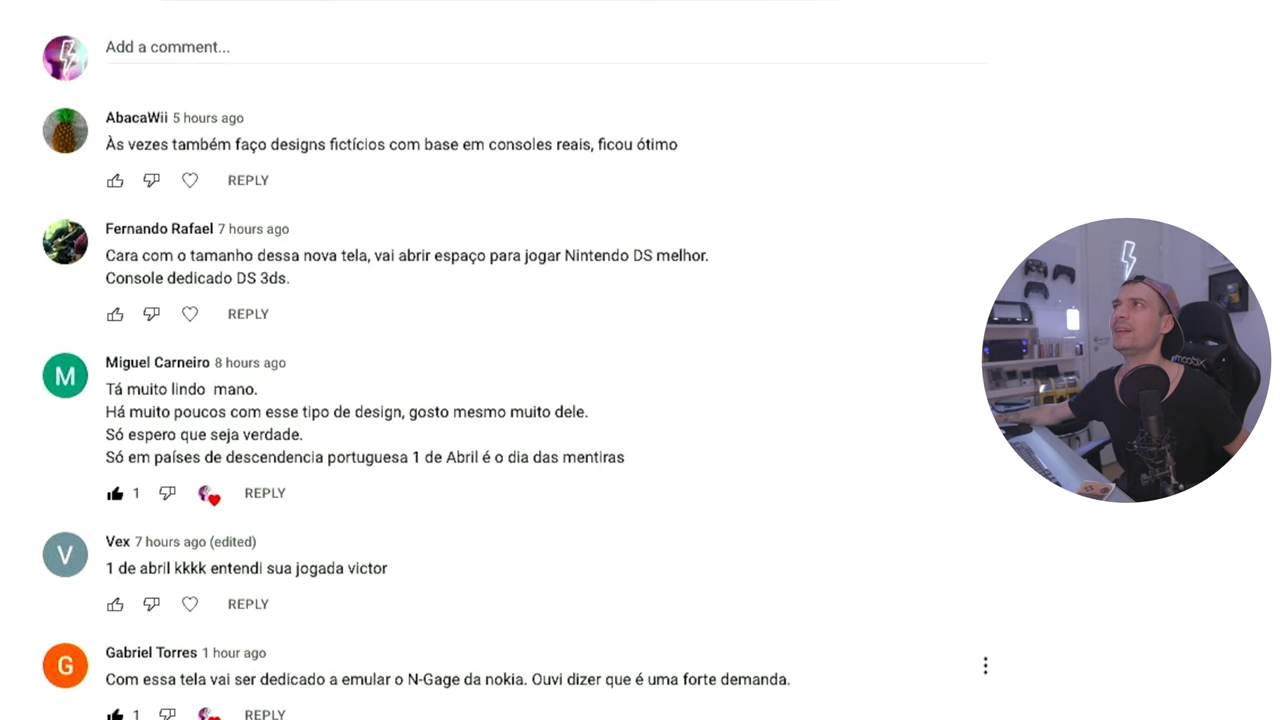 Add a comment...
AbacaWii 5 hours ago
Às vezes também faço designs fictícios com base em consoles reais, ficou ótimo
REPLY
Fernando Rafael 7 hours ago
Cara com o tamanho dessa nova tela, vai abrir espaço para jogar Nintendo DS melhor.
Console dedicado DS 3ds.
REPLY
M
Miguel Carneiro 8 hours ago
Tá muito lindo mano.
Há muito poucos com esse tipo de design, gosto mesmo muito dele.
Só espero que seja verdade.
Só em países de descendencia portuguesa 1 de Abril é o dia das mentiras
1 REPLY
V
Vex 7 hours ago (edited)
1 de abril kkkk entendi sua jogada victor
REPLY
G
Gabriel Torres 1 hour ago
Com essa tela vai ser dedicado a emular o N-Gage da nokia. Ouvi dizer que é uma forte demanda.
1 REPLY